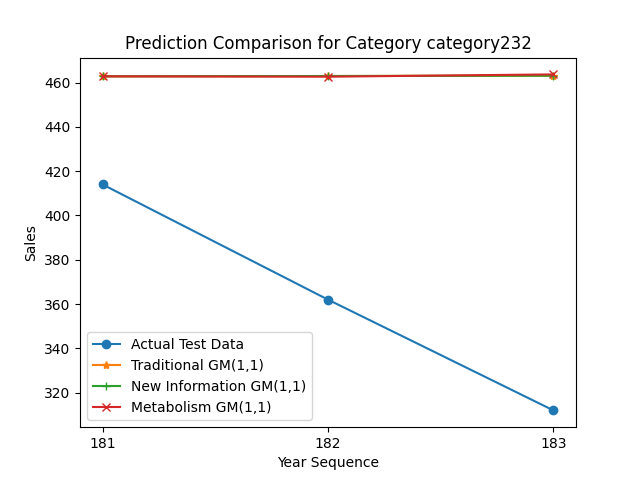 Prediction Comparison for Category category232
460
440
420
400
380
360
340
320
Sales
Actual Test Data
Traditional GM(1,1)
New Information GM(1,1)
Metabolism GM(1,1)
181
182
183
Year Sequence